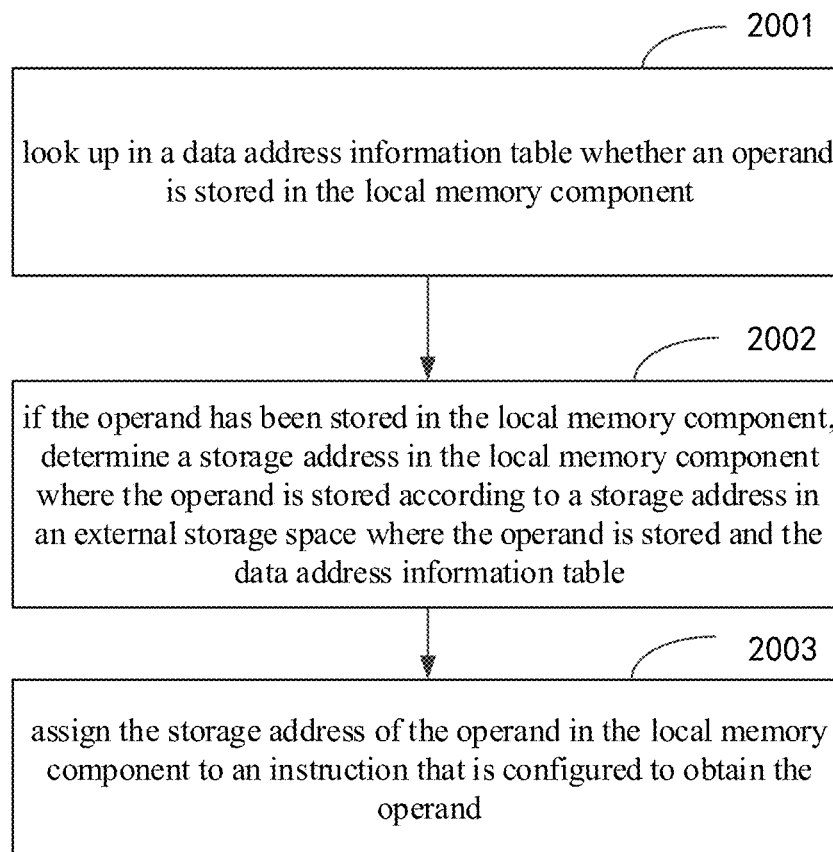 2001
look up in a data address information table whether an operand
is stored in the local memory component
2002
if the operand has been stored in the local memory component,
determine a storage address in the local memory component
where the operand is stored according to a storage address in
an external storage space where the operand is stored and the
data address information table
2003
assign the storage address of the operand in the local memory
component to an instruction that is configured to obtain the
operand